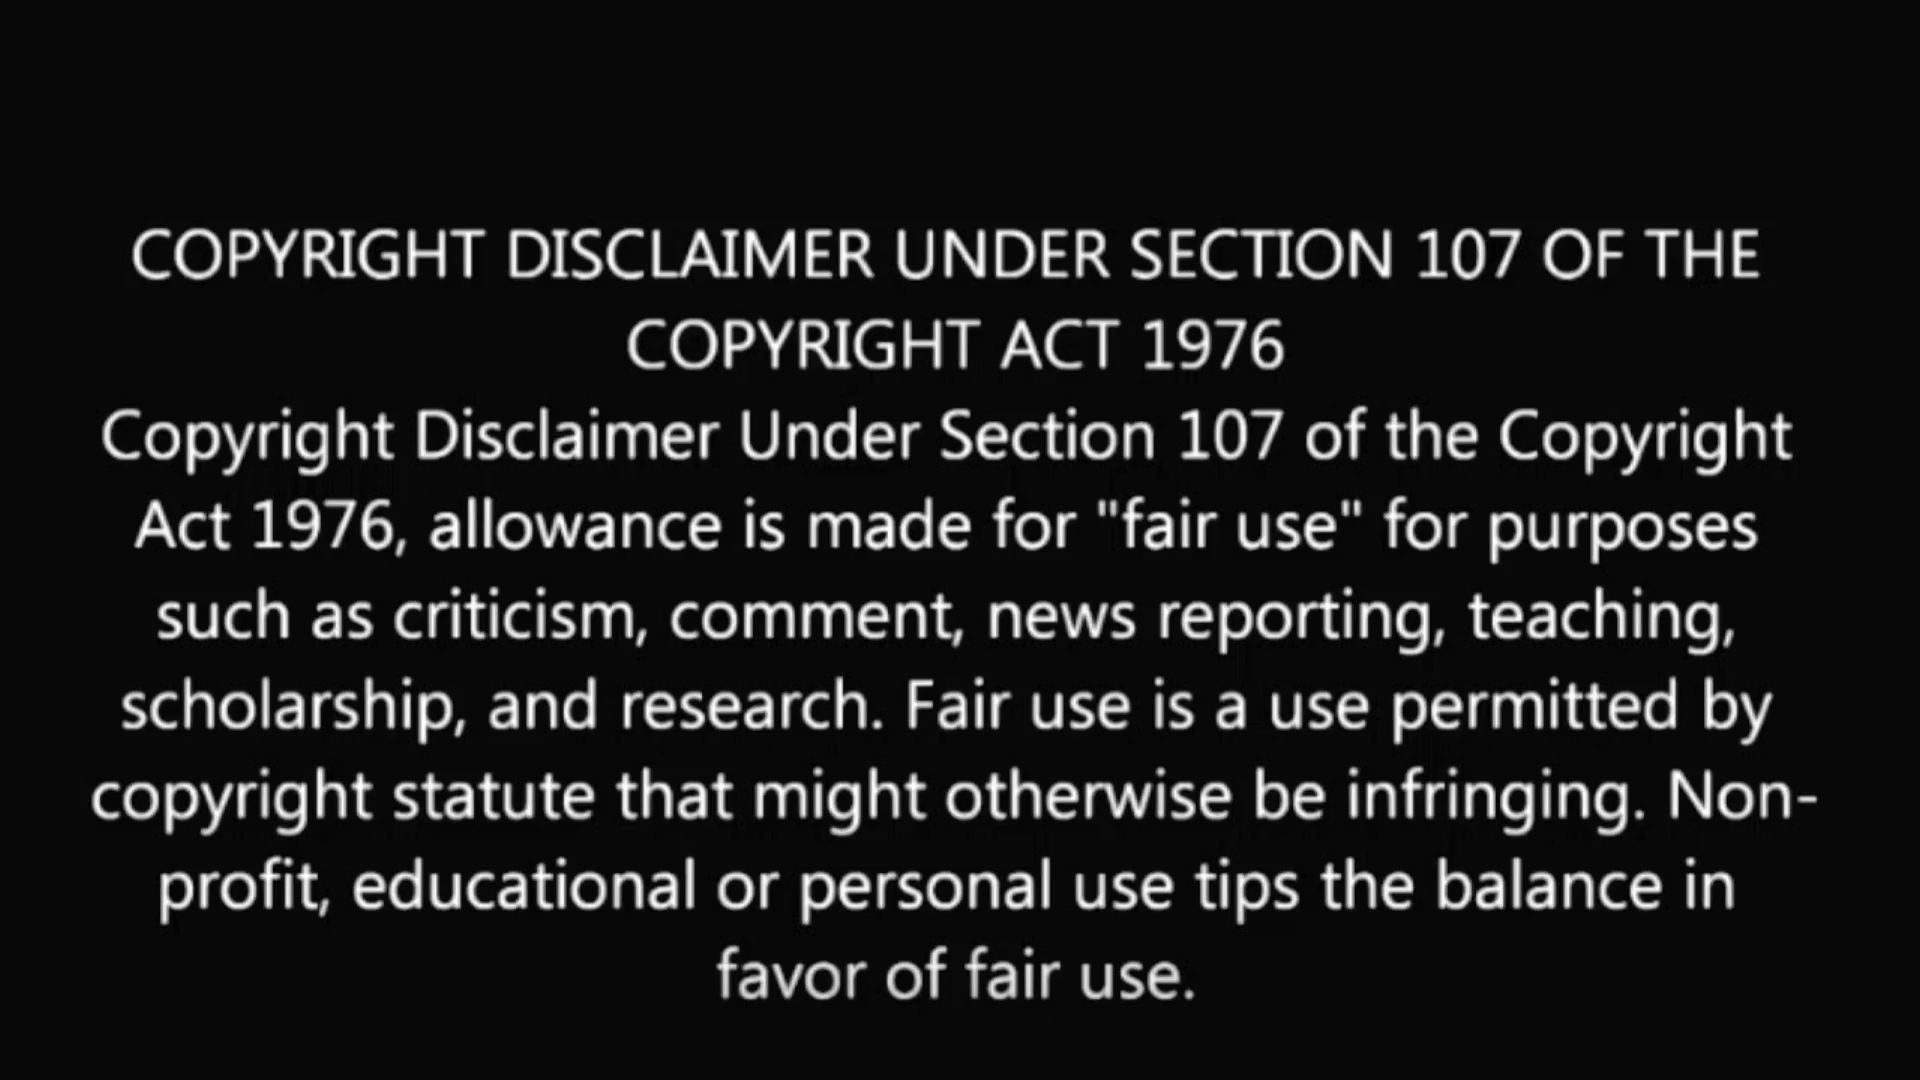 COPYRIGHT DISCLAIMER UNDER SECTION 107 OF THE
COPYRIGHT ACT 1976
Copyright Disclaimer Under Section 107 of the Copyright
Act 1976, allowance is made for "fair use" for purposes
such as criticism, comment, news reporting, teaching,
scholarship, and research. Fair use is a use permitted by
copyright statute that might otherwise be infringing. Non-
profit, educational or personal use tips the balance in
favor of fair use.